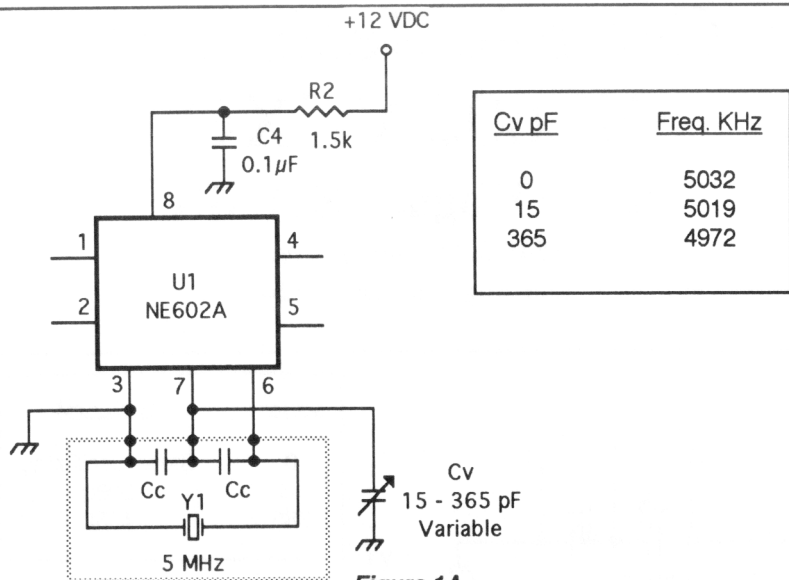 +12 VDC
R2
1.5k
C4
0.1µF
Cv pF Freq. KHz
0 5032
15 5019
365 4972
8
1
4
U1
NE602A
2
5
3
7
6
Cc
Cc
Y1
5 MHz
Cv
15 - 365 pF
Variable